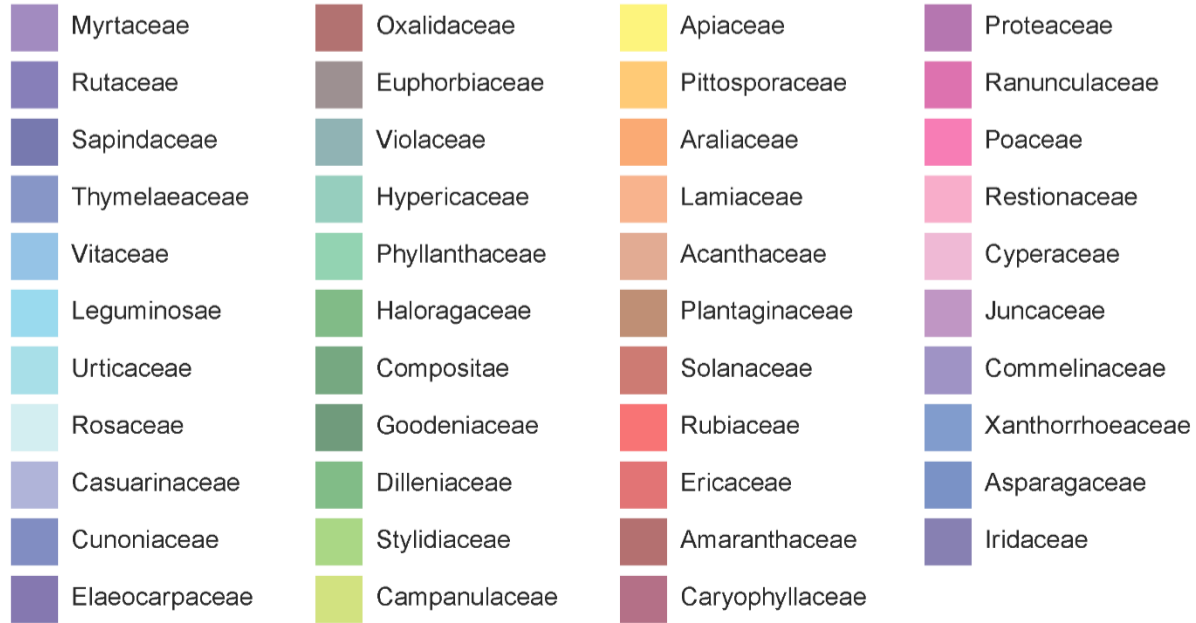 Myrtaceae
Rutaceae
Sapindaceae
Thymelaeaceae
Vitaceae
Leguminosae
Urticaceae
Rosaceae
Casuarinaceae
Cunoniaceae
Elaeocarpaceae
Oxalidaceae
Euphorbiaceae
Violaceae
Hypericaceae
Phyllanthaceae
Haloragaceae
Compositae
Goodeniaceae
Dilleniaceae
Stylidiaceae
Campanulaceae
Apiaceae
Pittosporaceae
Araliaceae
Lamiaceae
Acanthaceae
Plantaginaceae
Solanaceae
Rubiaceae
Ericaceae
Amaranthaceae
Caryophyllaceae
Proteaceae
Ranunculaceae
Poaceae
Restionaceae
Cyperaceae
Juncaceae
Commelinaceae
Xanthorrhoeaceae
Asparagaceae
Iridaceae